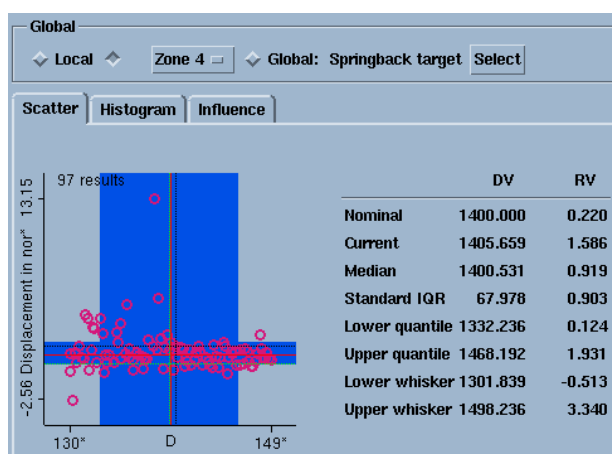 Global
Local Zone 4 Global: Springback target Select
Scatter Histogram Influence
97 results
13.15
Displacement in nor*
-2.56
130* D 149*
DV RV
Nominal 1400.000 0.220
Current 1405.659 1.586
Median 1400.531 0.919
Standard IQR 67.978 0.903
Lower quantile 1332.236 0.124
Upper quantile 1468.192 1.931
Lower whisker 1301.839 -0.513
Upper whisker 1498.236 3.340